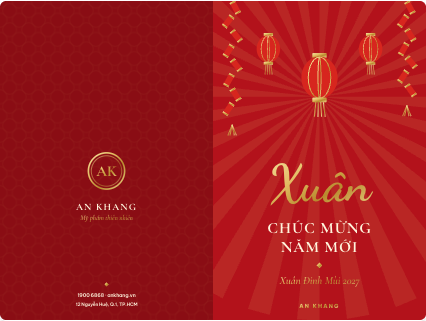 AK
AN KHANG
Mỹ phẩm thiên nhiên
1900 6868 · ankhang.vn
12 Nguyễn Huệ, Q.1, TP. HCM
Xuân
CHÚC MỪNG
NĂM MỚI
Xuân Đinh Mùi 2027
AN KHANG